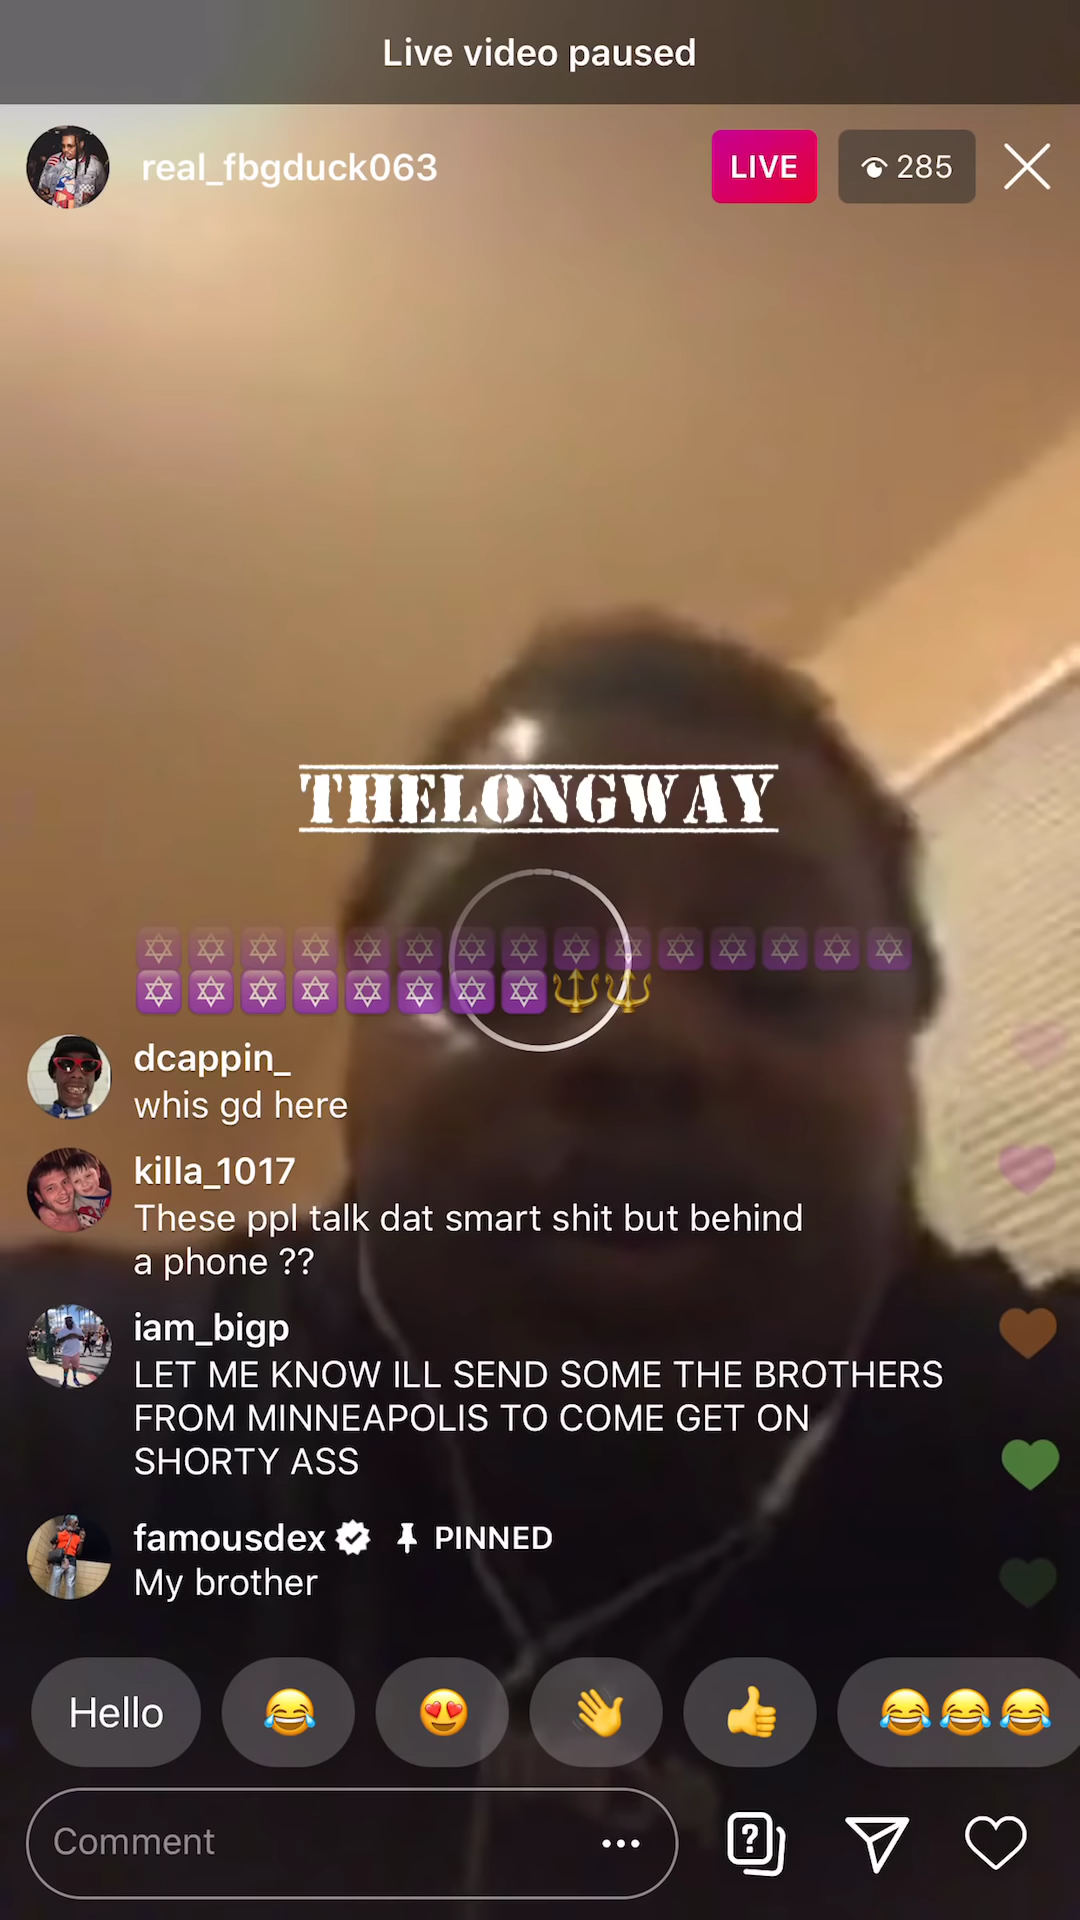 Live video paused
real_fbgduck063
LIVE
285
THELONGWAY
✡✡✡✡✡✡✡✡✡✡✡✡✡✡✡
✡✡✡✡✡✡✡✡🔱🔱
dcappin_
whis gd here
killa_1017
These ppl talk dat smart shit but behind
a phone ??
iam_bigp
LET ME KNOW ILL SEND SOME THE BROTHERS
FROM MINNEAPOLIS TO COME GET ON
SHORTY ASS
famousdex PINNED
My brother
Hello 😂 😍 👋 👍 😂😂😂
Comment